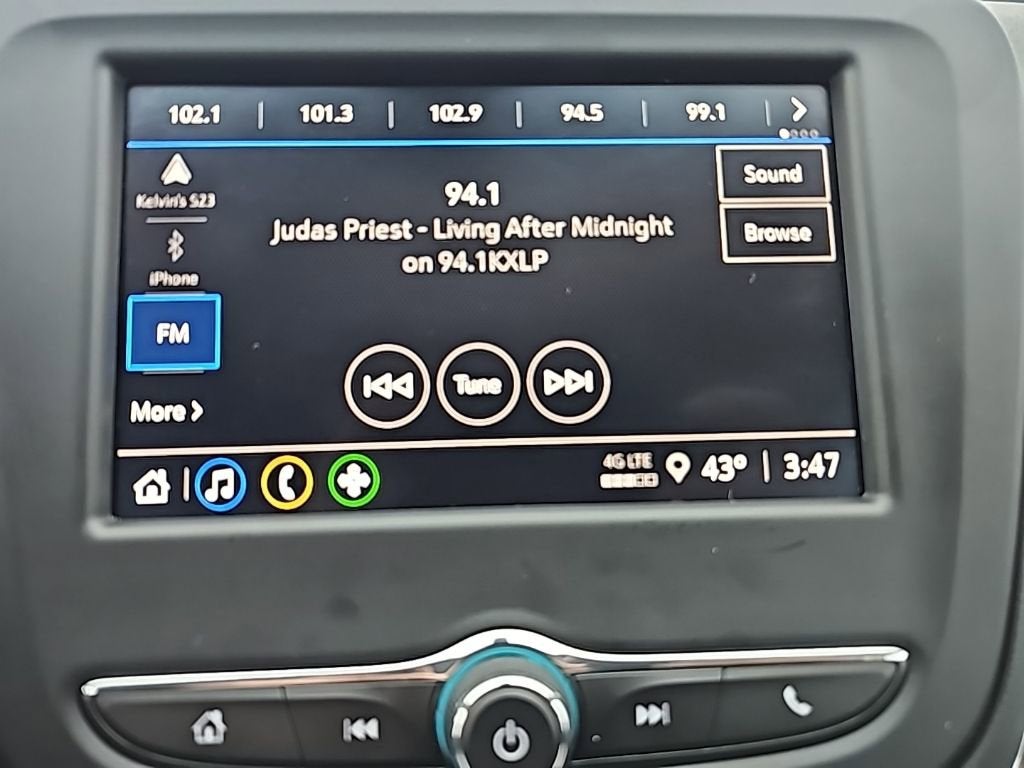 102.1 | 101.3 | 102.9 | 94.5 | 99.1
Kelvin's S23
iPhone
FM
More
94.1
Judas Priest - Living After Midnight
on 94.1KXLP
Sound
Browse
Tune
4G LTE
43° | 3:47